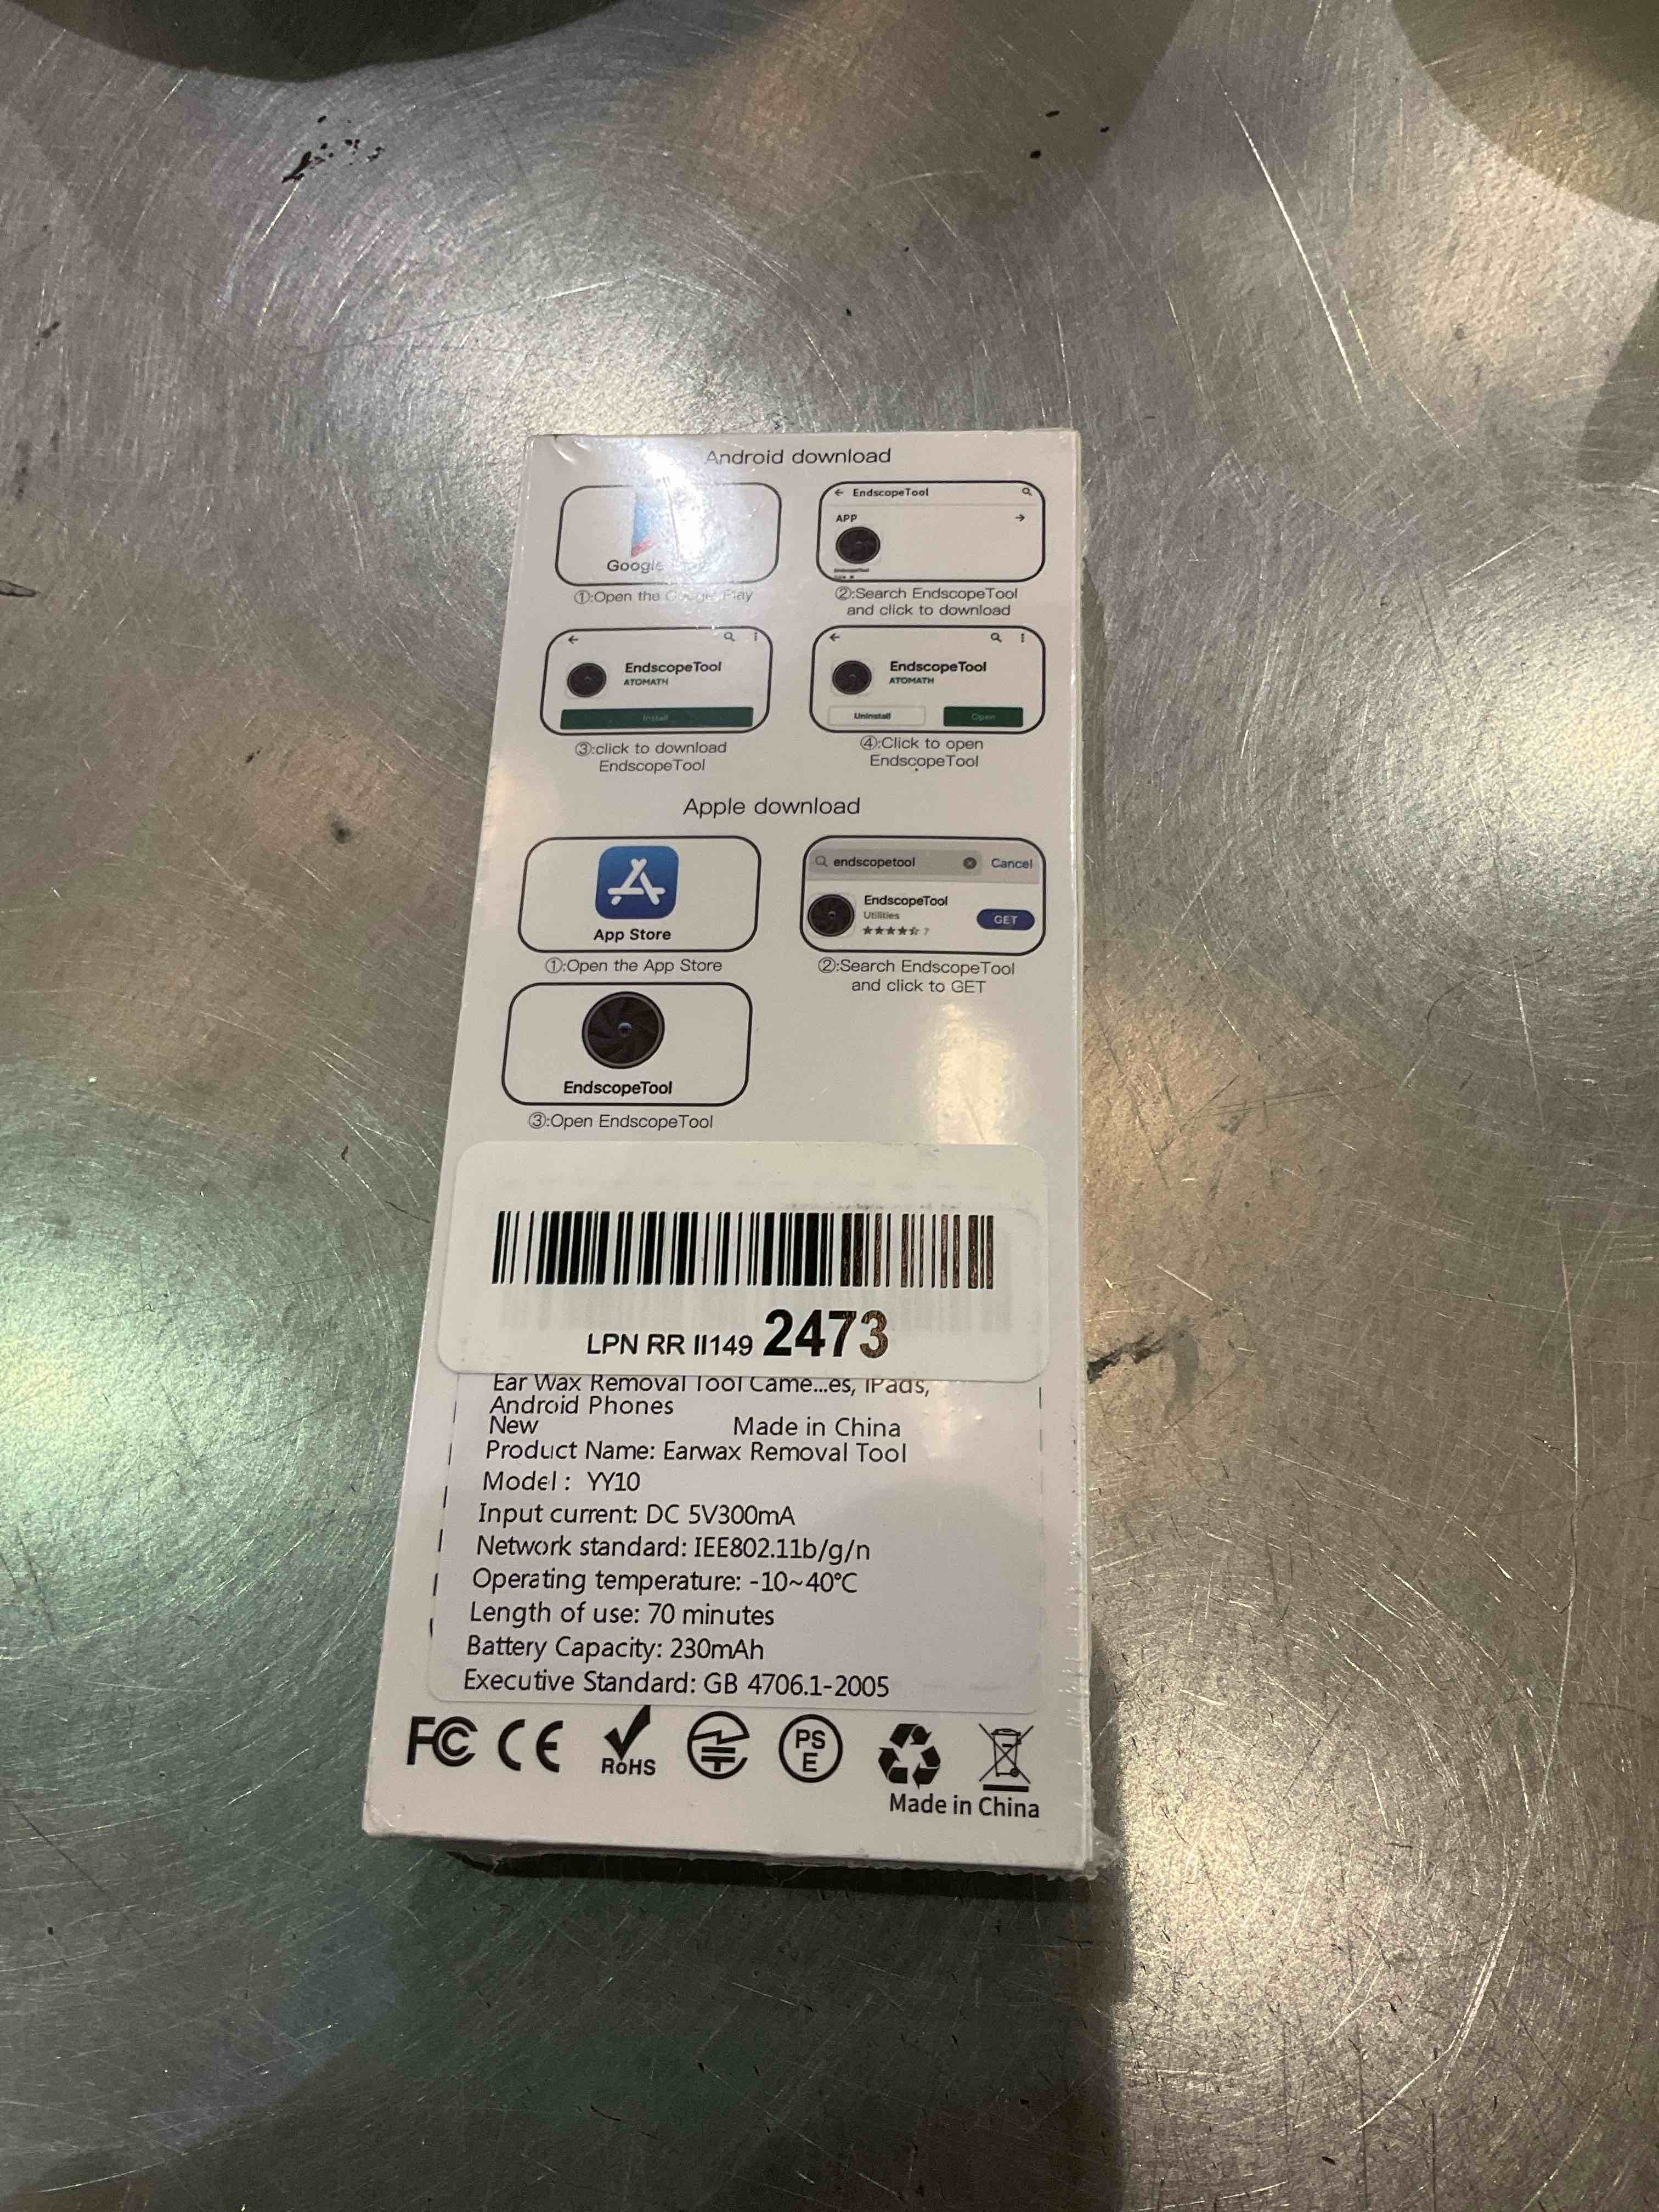 Android download
Google
①:Open the Google Play
← EndscopeTool
APP →
②:Search EndscopeTool
and click to download
EndscopeTool
ATOMATH
Install
③:click to download
EndscopeTool
EndscopeTool
ATOMATH
Uninstall Open
④:Click to open
EndscopeTool
Apple download
App Store
①:Open the App Store
endscopetool Cancel
EndscopeTool
Utilities
GET
★★★★☆ 7
②:Search EndscopeTool
and click to GET
EndscopeTool
③:Open EndscopeTool
LPN RR II149 2473
Ear Wax Removal Tool Came...es, iPads,
Android Phones
New Made in China
Product Name: Earwax Removal Tool
Model : YY10
Input current: DC 5V300mA
Network standard: IEE802.11b/g/n
Operating temperature: -10~40°C
Length of use: 70 minutes
Battery Capacity: 230mAh
Executive Standard: GB 4706.1-2005
FC CE RoHS PS E
Made in China